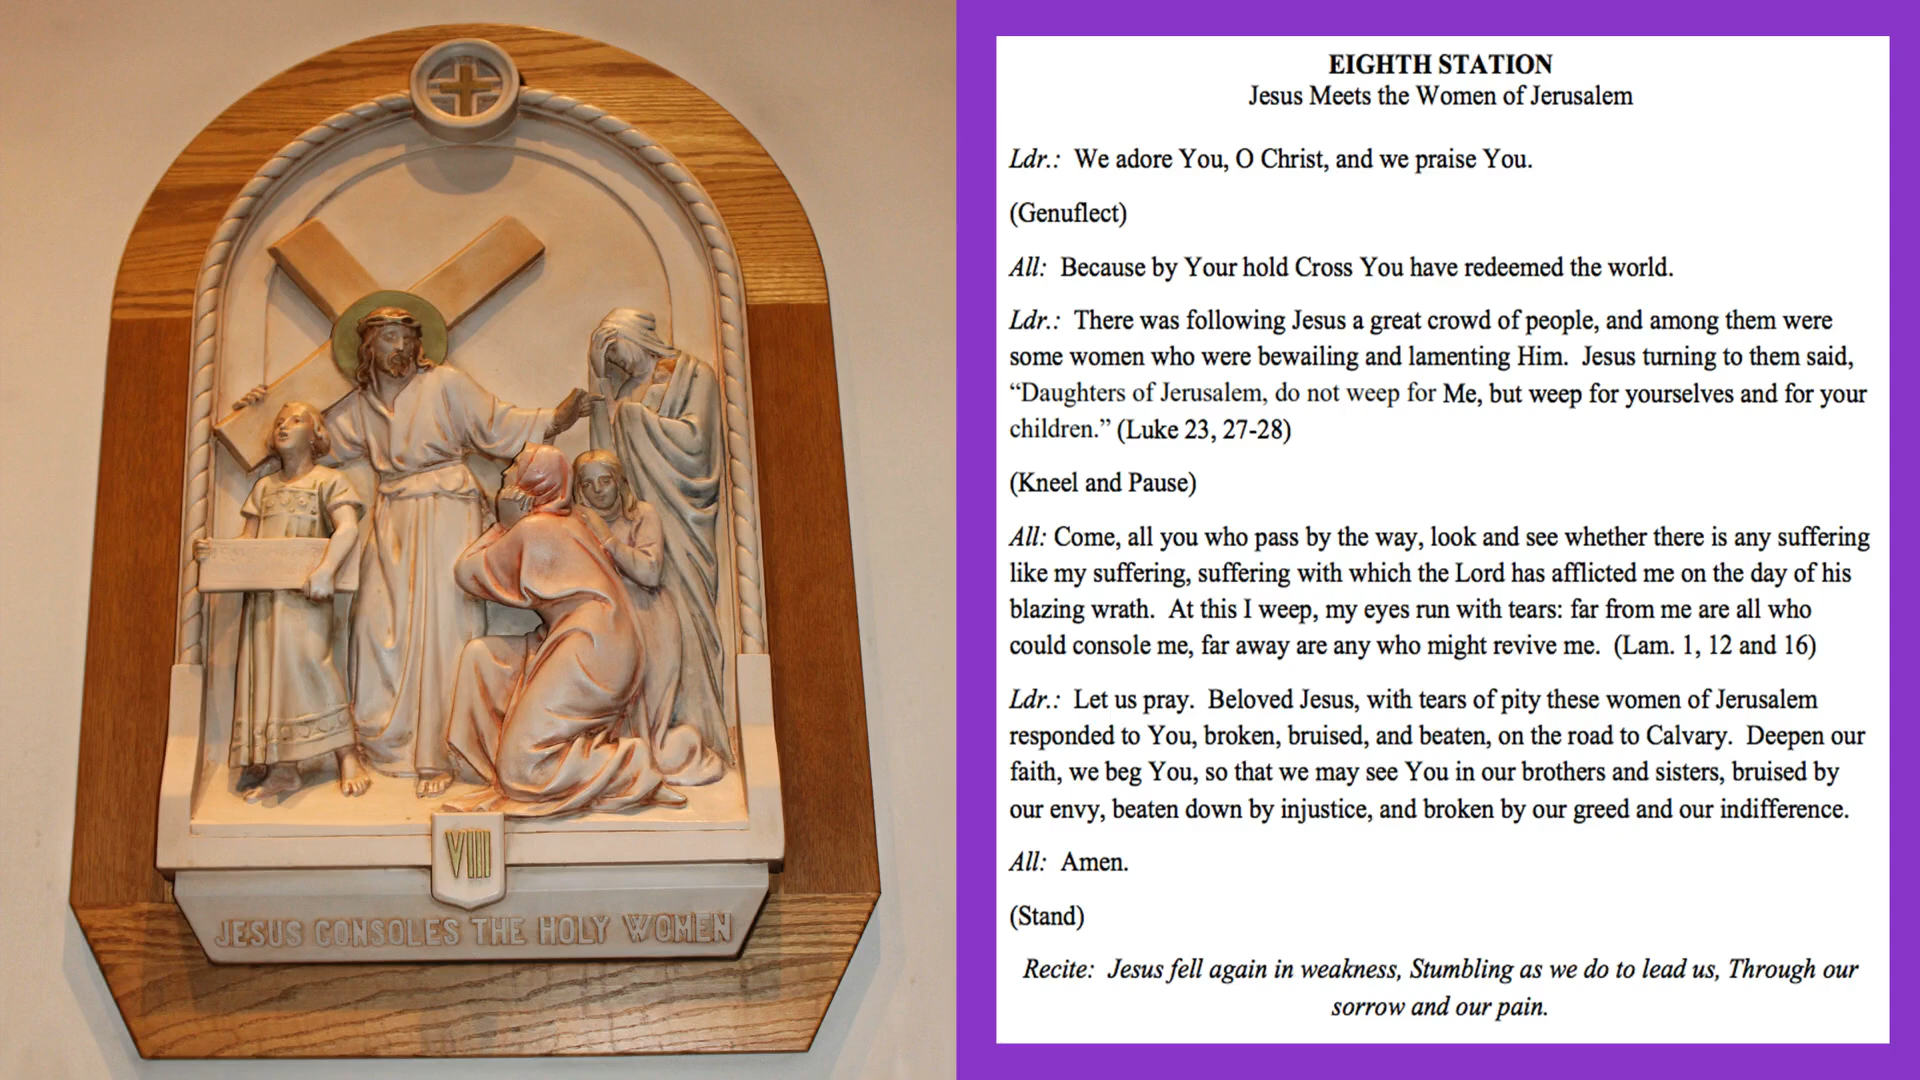 VIIII
JESUS CONSOLES THE HOLY WOMEN
EIGHTH STATION
Jesus Meets the Women of Jerusalem
Ldr.: We adore You, O Christ, and we praise You.
(Genuflect)
All: Because by Your hold Cross You have redeemed the world.
Ldr.: There was following Jesus a great crowd of people, and among them were
some women who were bewailing and lamenting Him. Jesus turning to them said,
“Daughters of Jerusalem, do not weep for Me, but weep for yourselves and for your
children.” (Luke 23, 27-28)
(Kneel and Pause)
All: Come, all you who pass by the way, look and see whether there is any suffering
like my suffering, suffering with which the Lord has afflicted me on the day of his
blazing wrath. At this I weep, my eyes run with tears: far from me are all who
could console me, far away are any who might revive me. (Lam. 1, 12 and 16)
Ldr.: Let us pray. Beloved Jesus, with tears of pity these women of Jerusalem
responded to You, broken, bruised, and beaten, on the road to Calvary. Deepen our
faith, we beg You, so that we may see You in our brothers and sisters, bruised by
our envy, beaten down by injustice, and broken by our greed and our indifference.
All: Amen.
(Stand)
Recite: Jesus fell again in weakness, Stumbling as we do to lead us, Through our
sorrow and our pain.